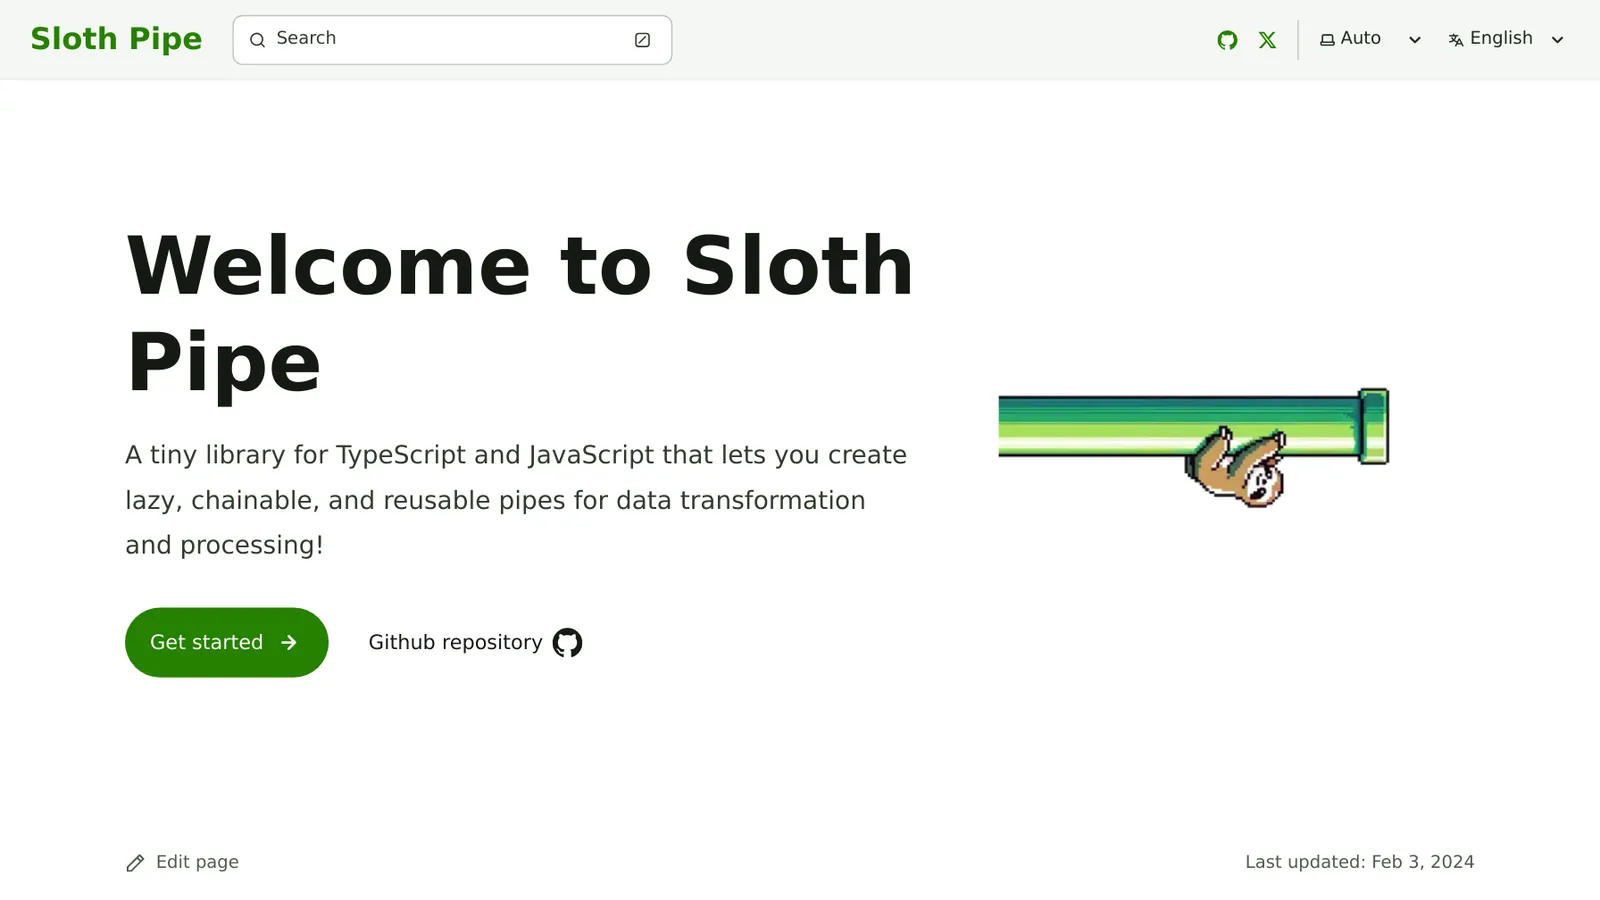 Sloth Pipe
Search
Auto
English
Welcome to Sloth
Pipe
A tiny library for TypeScript and JavaScript that lets you create
lazy, chainable, and reusable pipes for data transformation
and processing!
Get started
Github repository
Edit page
Last updated: Feb 3, 2024